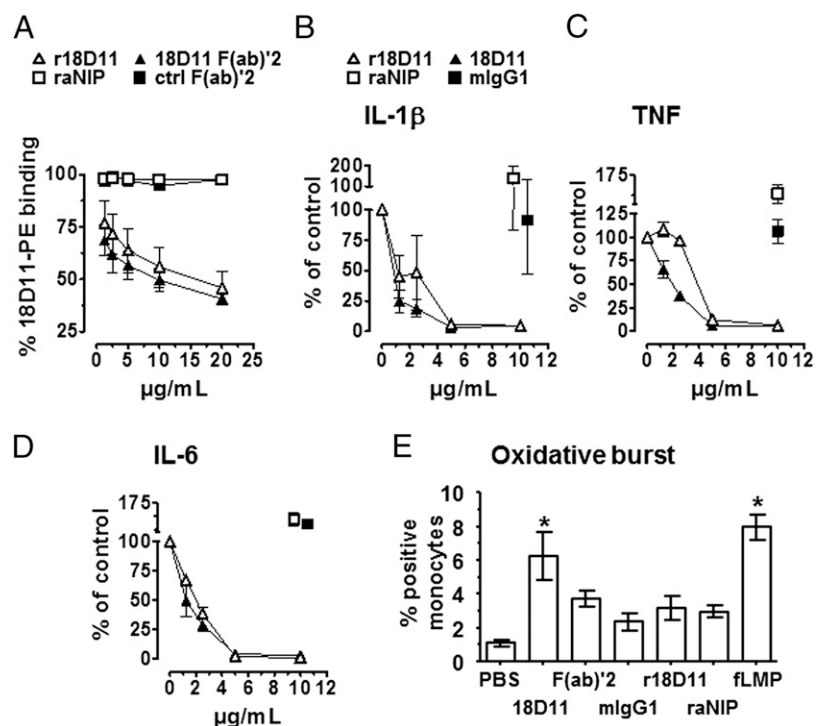 A
r18D11 18D11 F(ab)'2
raNIP ctrl F(ab)'2
% 18D11-PE binding
100
75
50
25
0 5 10 15 20 25
µg/mL
B
r18D11 18D11
raNIP mIgG1
IL-1β
% of control
200
100
100
75
50
25
0
0 2 4 6 8 10 12
µg/mL
C
TNF
% of control
175
125
100
75
50
25
0
0 2 4 6 8 10 12
µg/mL
D
IL-6
% of control
175
100
75
50
25
0
0 2 4 6 8 10 12
µg/mL
E
Oxidative burst
% positive
monocytes
10
8
6
4
2
0
* *
PBS F(ab)'2 r18D11 fLMP
18D11 mIgG1 raNIP